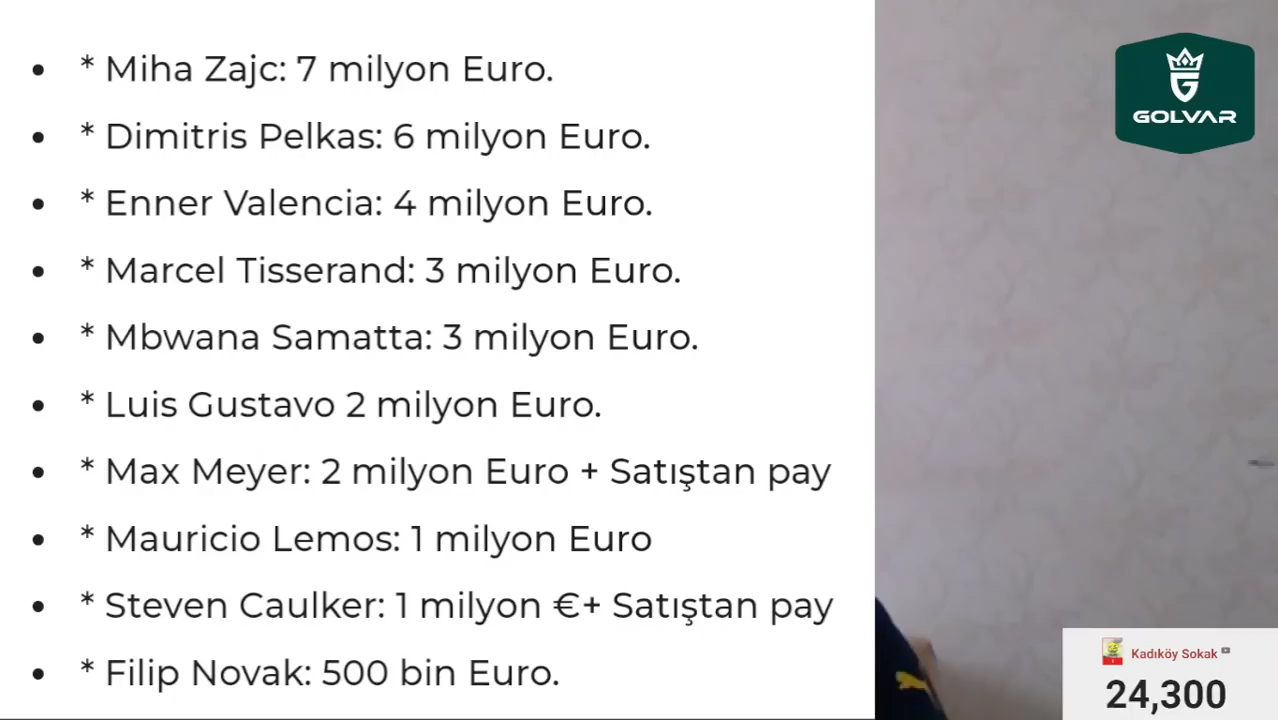 * Miha Zajc: 7 milyon Euro.
* Dimitris Pelkas: 6 milyon Euro.
* Enner Valencia: 4 milyon Euro.
* Marcel Tisserand: 3 milyon Euro.
* Mbwana Samatta: 3 milyon Euro.
* Luis Gustavo 2 milyon Euro.
* Max Meyer: 2 milyon Euro + Satıştan pay
* Mauricio Lemos: 1 milyon Euro
* Steven Caulker: 1 milyon €+ Satıştan pay
* Filip Novak: 500 bin Euro.
GOLVAR
Kadıköy Sokak
24,300